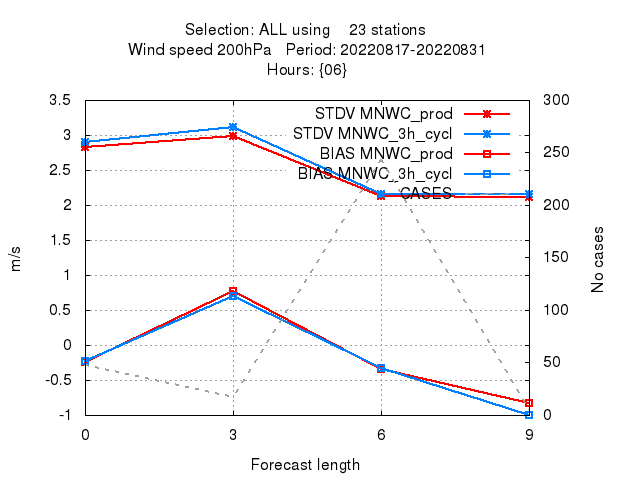 Selection: ALL using 23 stations
Wind speed 200hPa Period: 20220817-20220831
Hours: {06}
3.5
3
2.5
2
1.5
1
0.5
0
-0.5
-1
300
250
200
150
100
50
0
STDV MNWC_prod
STDV MNWC_3h_cycl
BIAS MNWC_prod
BIAS MNWC_3h_cycl
CASES
m/s
No cases
0 3 6 9
Forecast length